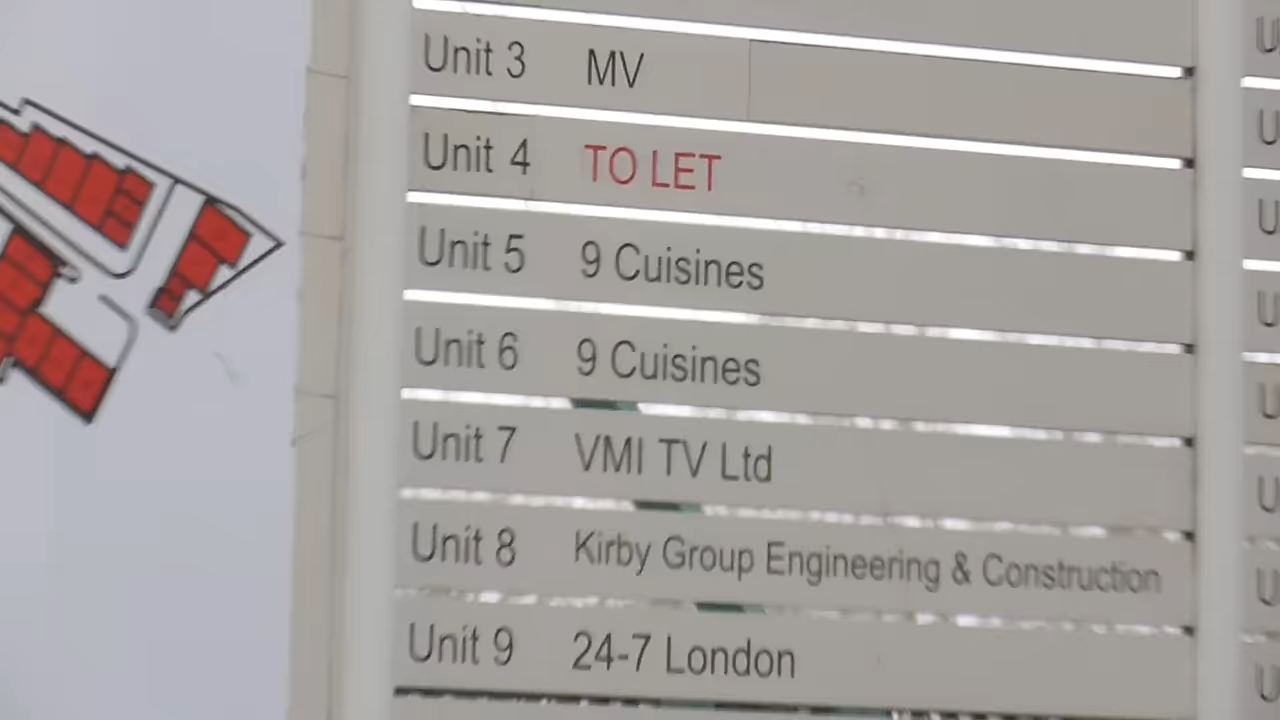 Unit 3 MV
Unit 4 TO LET
Unit 5 9 Cuisines
Unit 6 9 Cuisines
Unit 7 VMI TV Ltd
Unit 8 Kirby Group Engineering & Construction
Unit 9 24-7 London